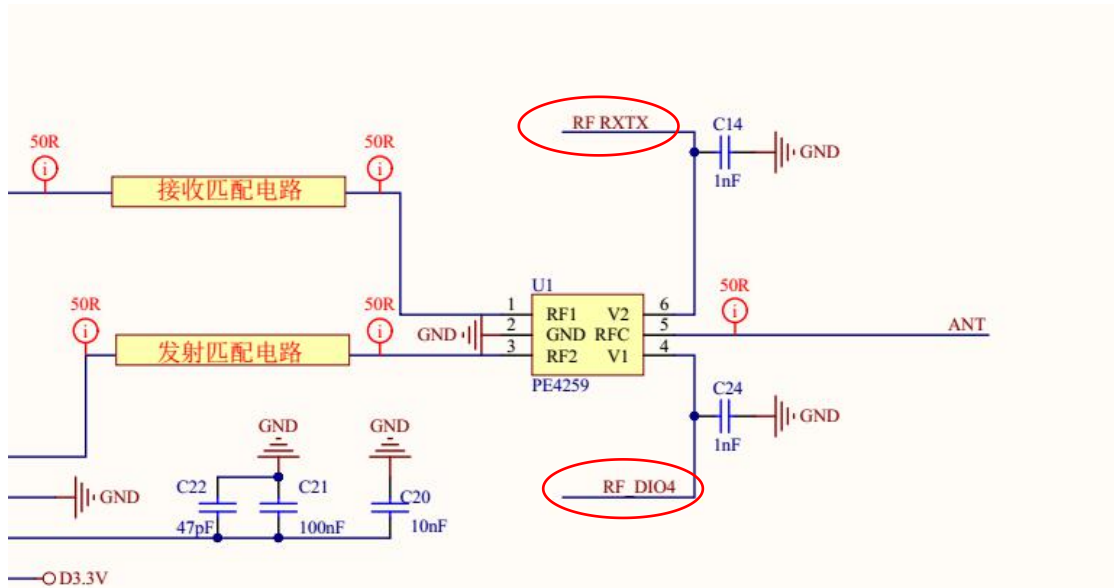 RF RXTX
C14
GND
1nF
50R
i
接收匹配电路
50R
i
U1
1
RF1
V2
6
GND
2
GND
RFC
5
50R
i
ANT
3
RF2
V1
4
PE4259
50R
i
发射匹配电路
50R
i
C24
GND
1nF
GND
GND
RF_DIO4
GND
C22
47pF
C21
100nF
C20
10nF
D3.3V